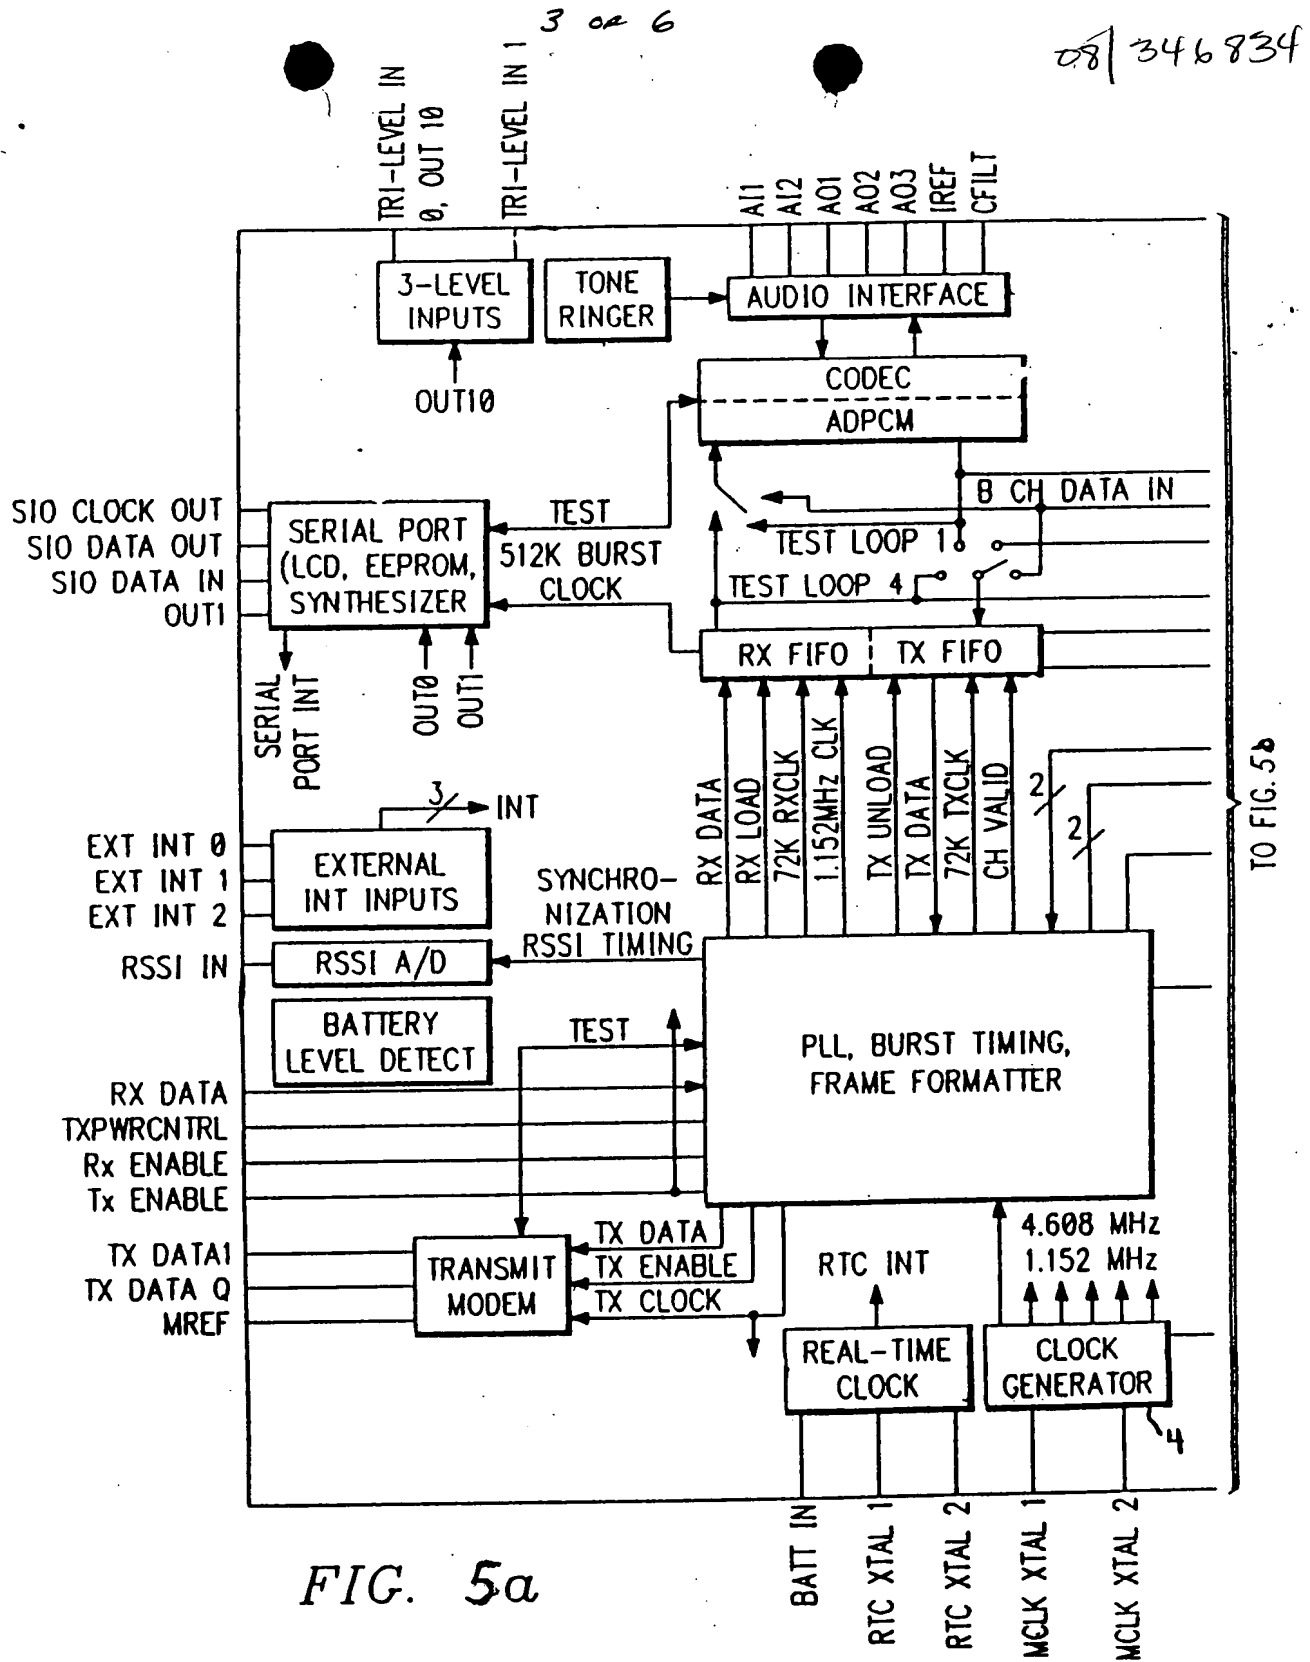 3 OF 6
08/346834
TRI-LEVEL IN
0, OUT 10
TRI-LEVEL IN 1
AI1
AI2
AO1
AO2
AO3
IREF
CFILT
3-LEVEL
INPUTS
TONE
RINGER
AUDIO INTERFACE
OUT10
CODEC
ADPCM
SIO CLOCK OUT
SIO DATA OUT
SIO DATA IN
OUT1
SERIAL PORT
(LCD, EEPROM,
SYNTHESIZER
TEST
512K BURST
CLOCK
B CH DATA IN
TEST LOOP 1
TEST LOOP 4
RX FIFO
TX FIFO
SERIAL
PORT INT
OUT0
OUT1
RX DATA
RX LOAD
72K RXCLK
1.152MHz CLK
TX UNLOAD
TX DATA
72K TXCLK
CH VALID
2
2
TO FIG. 5b
3
INT
EXT INT 0
EXT INT 1
EXT INT 2
EXTERNAL
INT INPUTS
SYNCHRO-
NIZATION
RSSI TIMING
RSSI IN
RSSI A/D
BATTERY
LEVEL DETECT
TEST
PLL, BURST TIMING,
FRAME FORMATTER
RX DATA
TXPWRCNTRL
Rx ENABLE
Tx ENABLE
TX DATA1
TX DATA Q
MREF
TRANSMIT
MODEM
TX DATA
TX ENABLE
TX CLOCK
RTC INT
4.608 MHz
1.152 MHz
REAL-TIME
CLOCK
CLOCK
GENERATOR
4
BATT IN
RTC XTAL 1
RTC XTAL 2
MCLK XTAL 1
MCLK XTAL 2
FIG. 5a